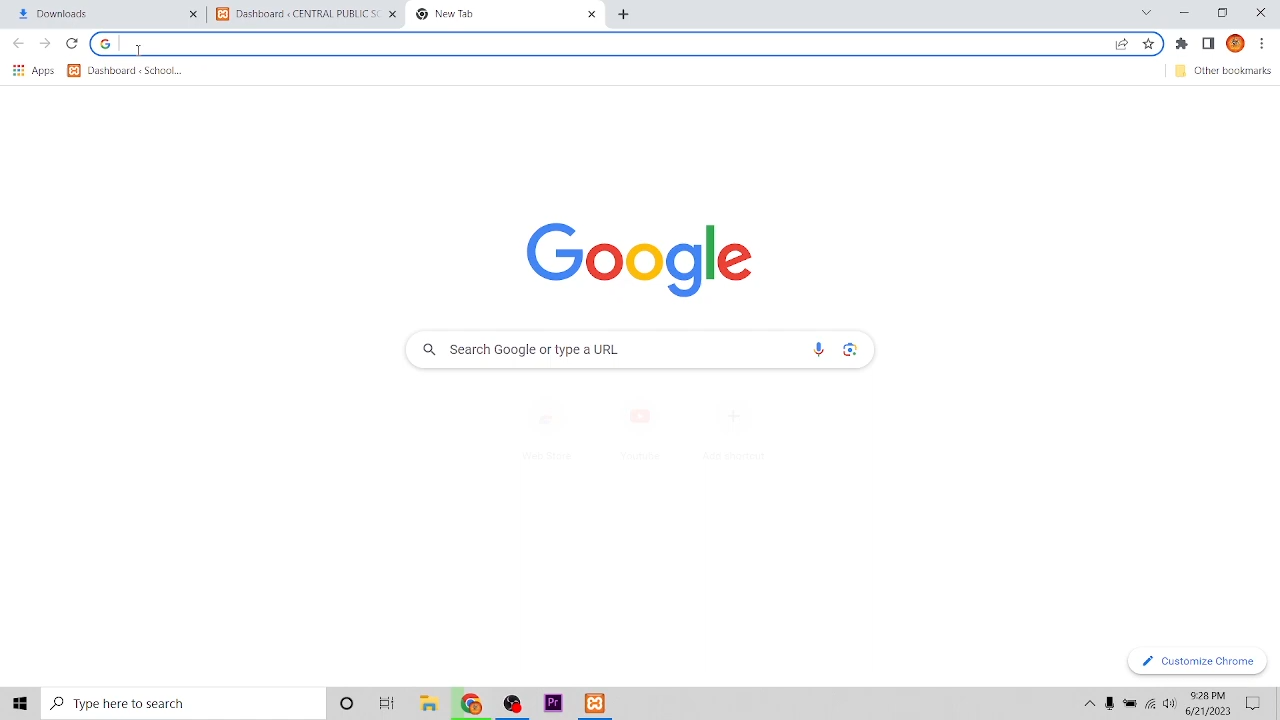 Downloads
Dashboard ‹ CENTRAL PUBLIC SC
New Tab
Apps
Dashboard ‹ School...
Other bookmarks
Google
Search Google or type a URL
Web Store
Youtube
Add shortcut
Customize Chrome
Type here to search
Pr
9:28 PM
6/21/2023